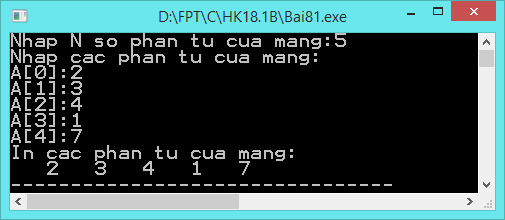 D:\FPT\C\HK18.1B\Bai81.exe
Nhap N so phan tu cua mang:5
Nhap cac phan tu cua mang:
A[0]:2
A[1]:3
A[2]:4
A[3]:1
A[4]:7
In cac phan tu cua mang:
   2   3   4   1   7
--------------------------------